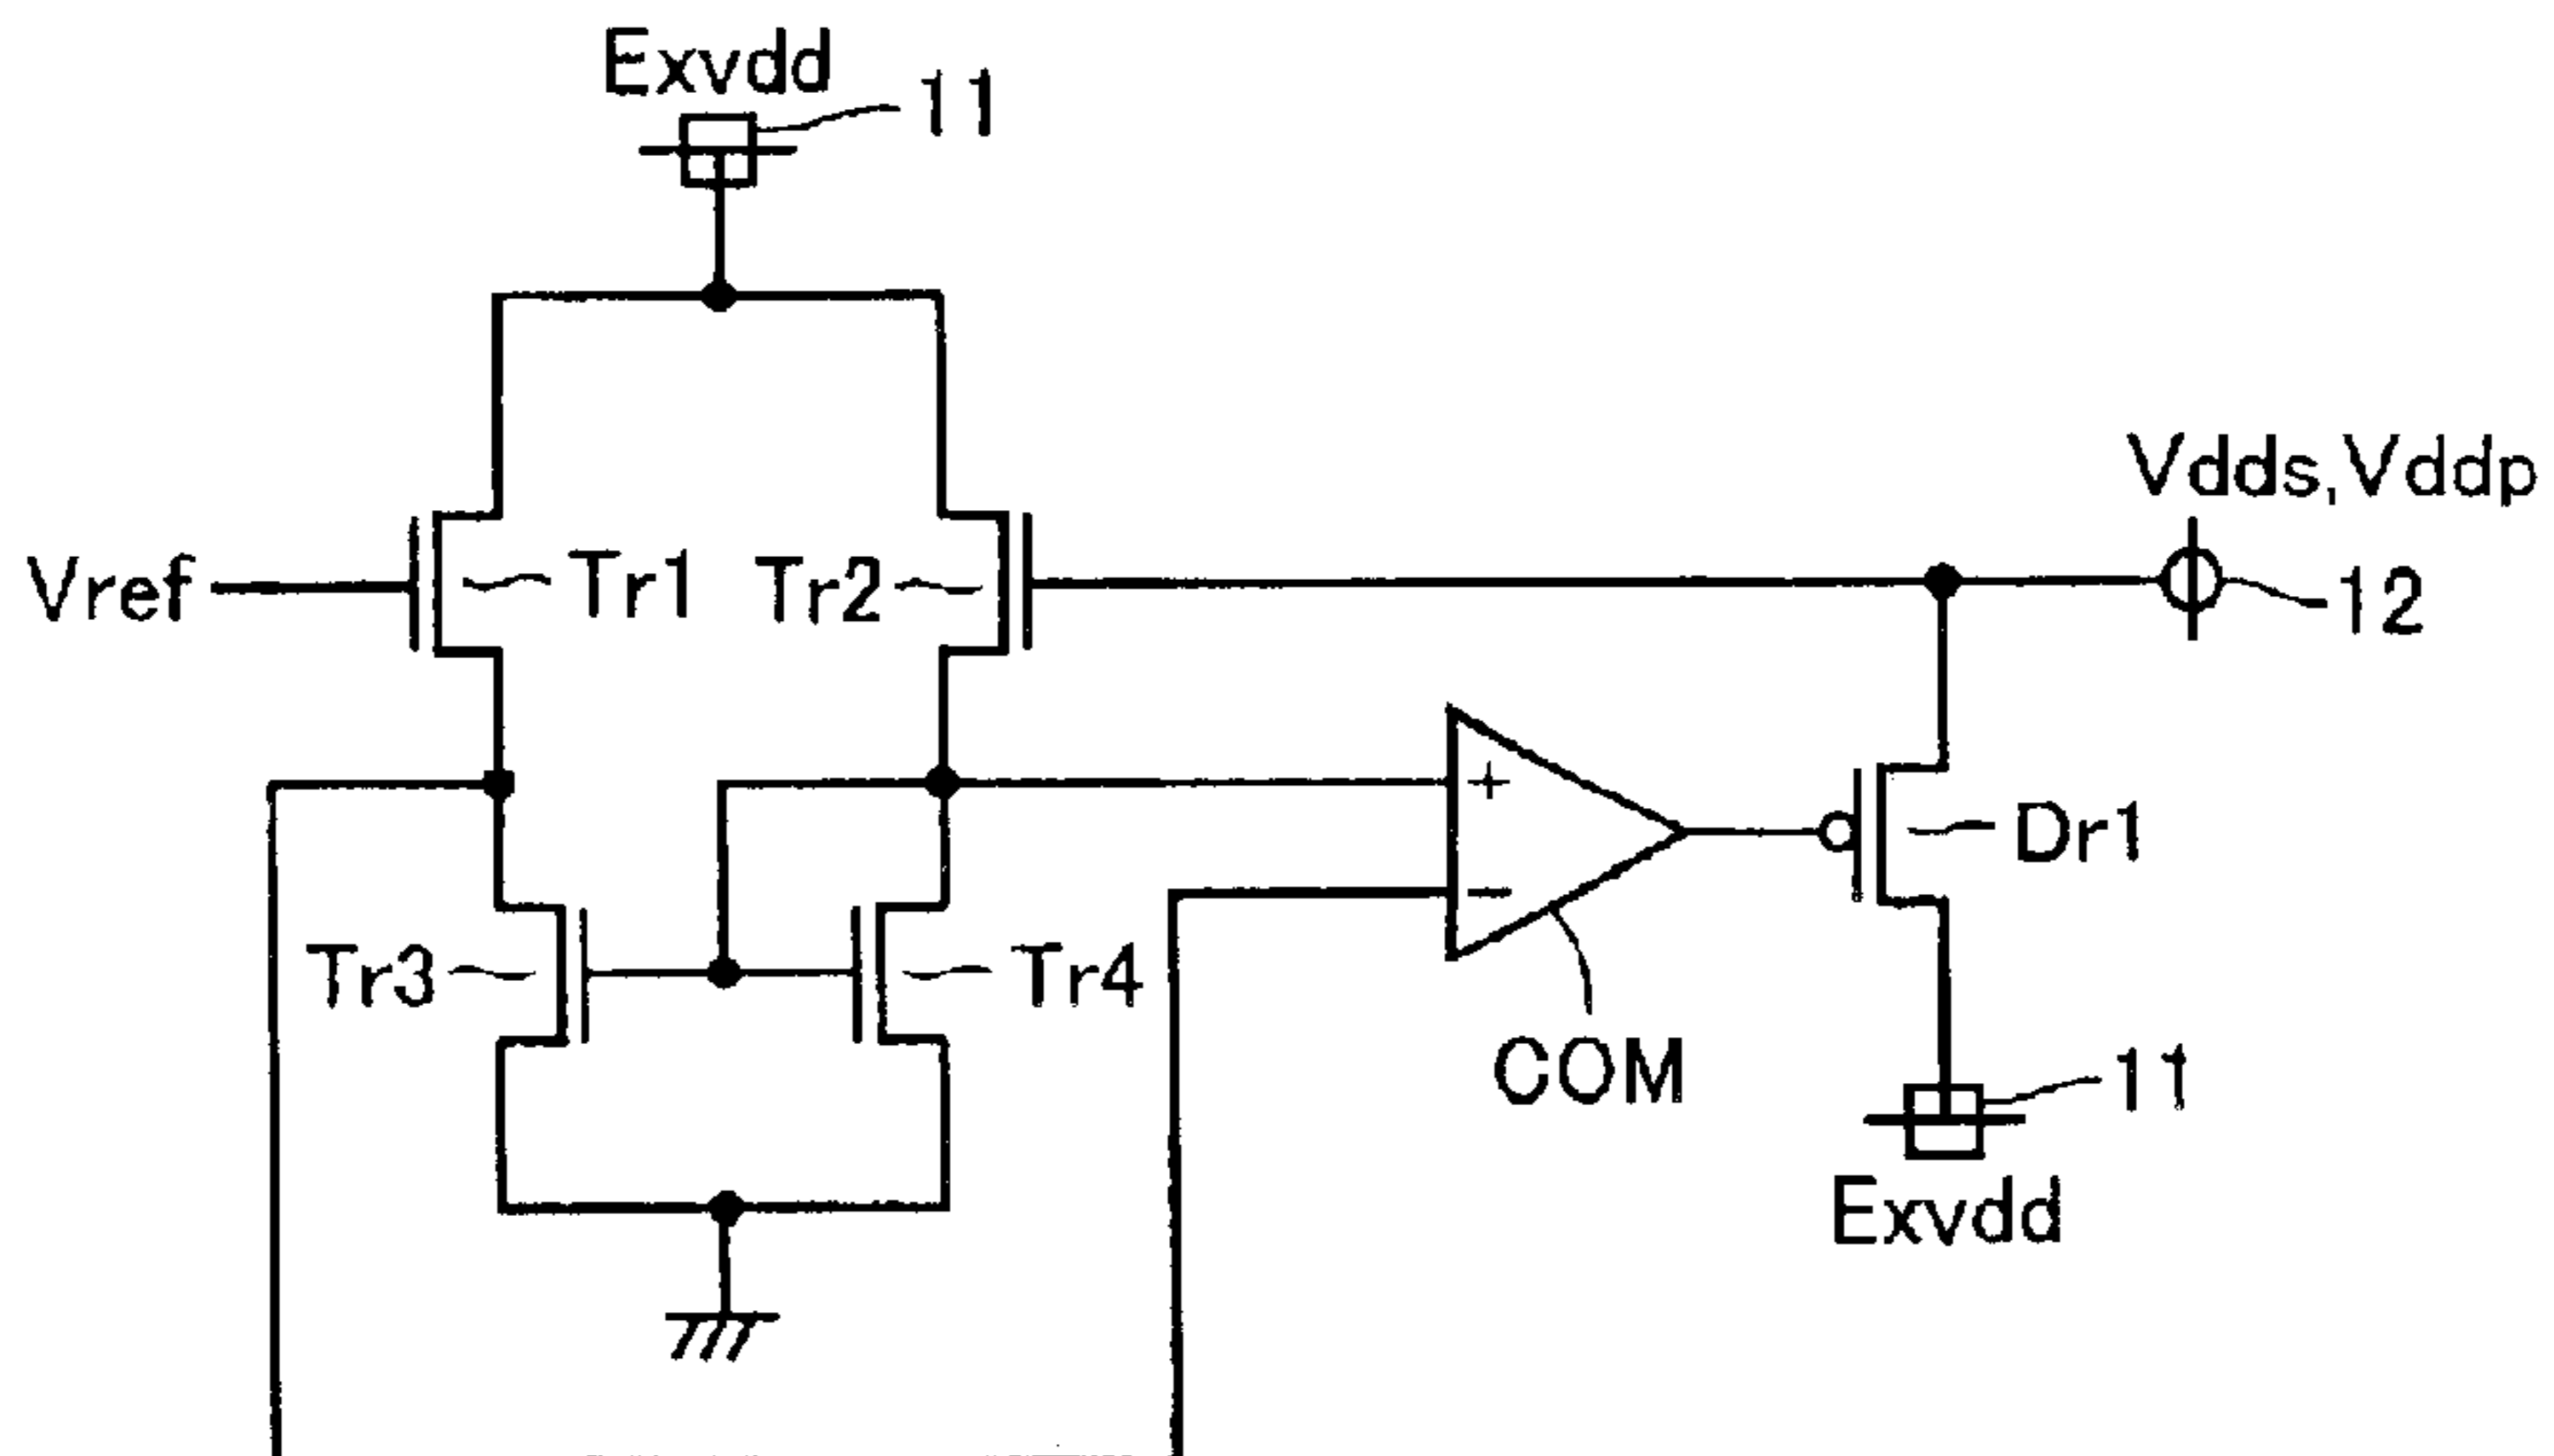 Exvdd
11
Vdds,Vddp
Vref
Tr1
Tr2
12
+
−
Dr1
Tr3
Tr4
COM
11
Exvdd